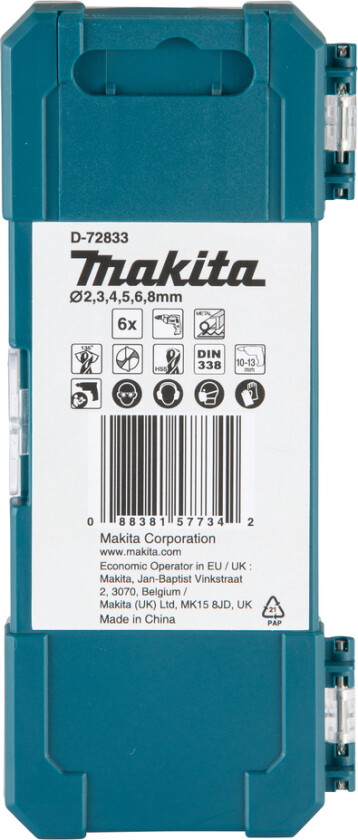 D-72833
makita
Ø2,3,4,5,6,8mm
6x
METAL
135°
HSS
DIN
338
10-13
mm
0 88381 57734 2
Makita Corporation
www.makita.com
Economic Operator in EU / UK :
Makita, Jan-Baptist Vinkstraat
2, 3070, Belgium /
Makita (UK) Ltd, MK15 8JD, UK
Made in China
21
PAP